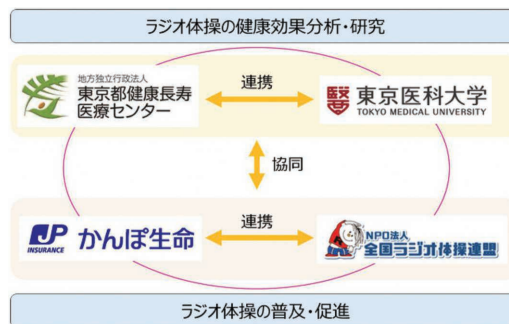 ラジオ体操の健康効果分析・研究
地方独立行政法人
東京都健康長寿
医療センター
連携
東京医科大学
TOKYO MEDICAL UNIVERSITY
協同
JP
INSURANCE
かんぽ生命
連携
NPO法人
全国ラジオ体操連盟
ラジオ体操の普及・促進